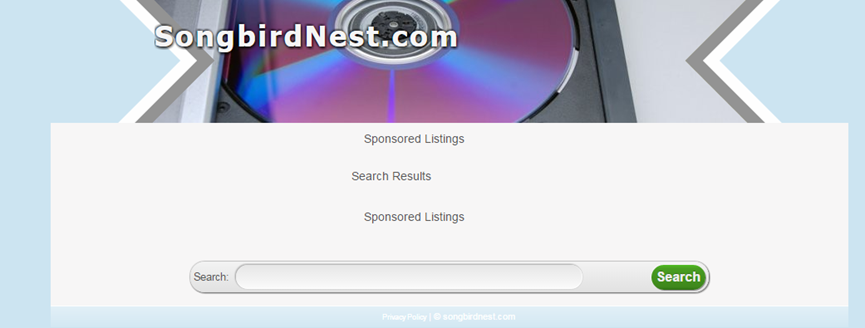 SongbirdNest.com
Sponsored Listings
Search Results
Sponsored Listings
Search: Search
Privacy Policy | © songbirdnest.com